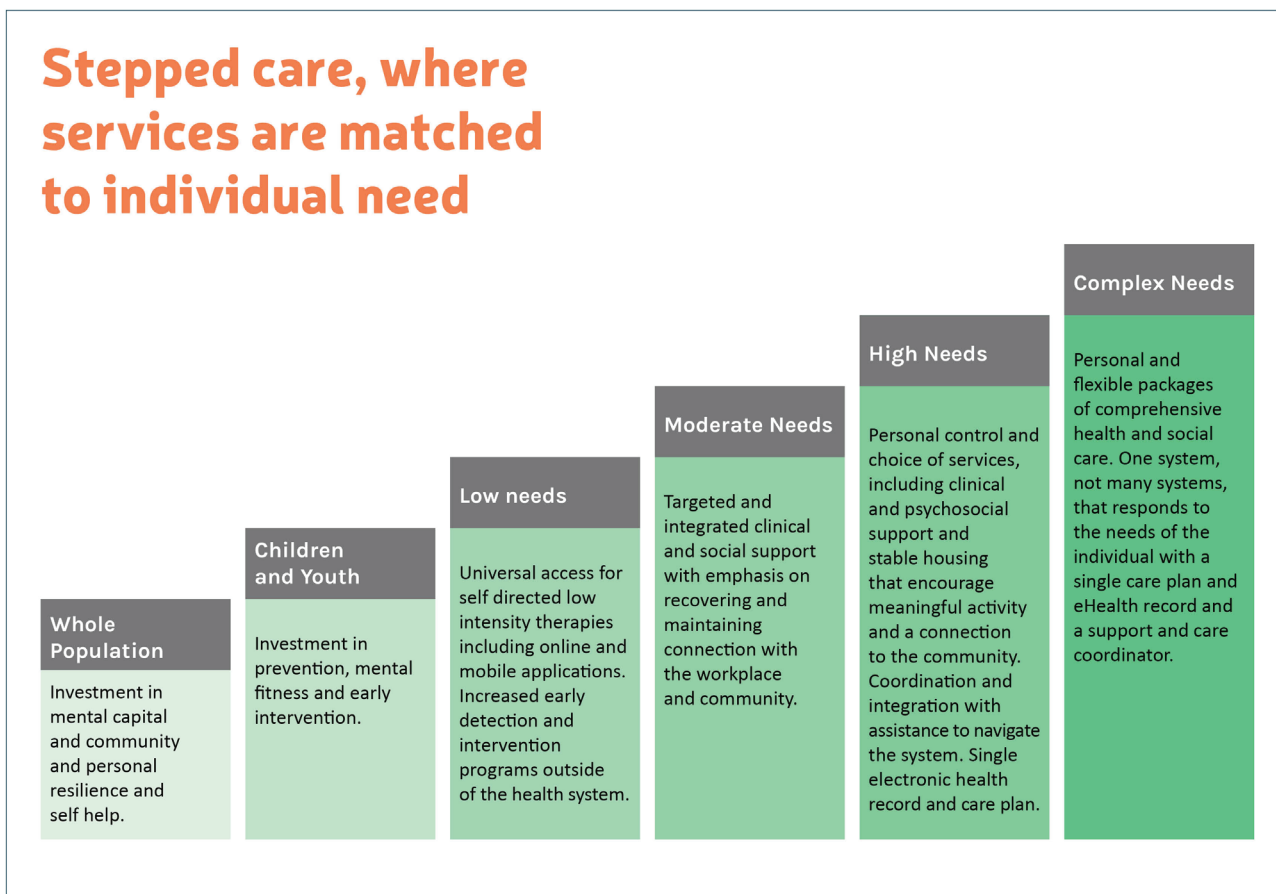 Stepped care, where
services are matched
to individual need
Whole
Population
Investment in
mental capital
and community
and personal
resilience and
self help.
Children
and Youth
Investment in
prevention, mental
fitness and early
intervention.
Low needs
Universal access for
self directed low
intensity therapies
including online and
mobile applications.
Increased early
detection and
intervention
programs outside
of the health system.
Moderate Needs
Targeted and
integrated clinical
and social support
with emphasis on
recovering and
maintaining
connection with
the workplace
and community.
High Needs
Personal control and
choice of services,
including clinical
and psychosocial
support and
stable housing
that encourage
meaningful activity
and a connection
to the community.
Coordination and
integration with
assistance to navigate
the system. Single
electronic health
record and care plan.
Complex Needs
Personal and
flexible packages
of comprehensive
health and social
care. One system,
not many systems,
that responds to
the needs of the
individual with a
single care plan and
eHealth record and
a support and care
coordinator.